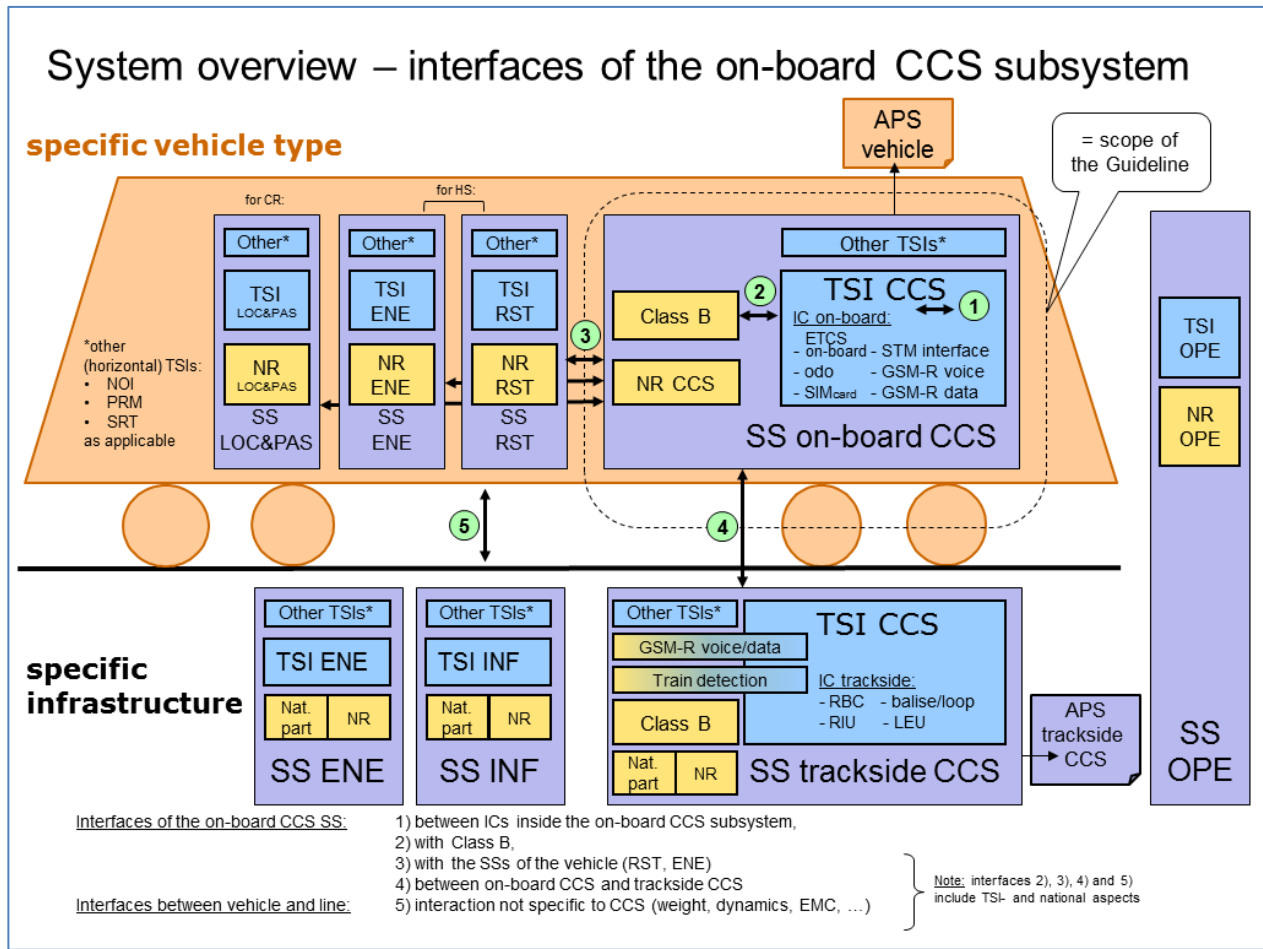 System overview – interfaces of the on-board CCS subsystem
specific vehicle type
APS
vehicle
= scope of
the Guideline
for CR:
for HS:
Other*
TSI
LOC&PAS
NR
LOC&PAS
SS
LOC&PAS
Other*
TSI
ENE
NR
ENE
SS
ENE
Other*
TSI
RST
NR
RST
SS
RST
*other
(horizontal) TSIs:
• NOI
• PRM
• SRT
as applicable
3
Class B
NR CCS
2
Other TSIs*
TSI CCS
1
IC on-board:
ETCS
- on-board - STM interface
- odo - GSM-R voice
- SIMcard - GSM-R data
SS on-board CCS
TSI
OPE
NR
OPE
SS
OPE
5
4
specific
infrastructure
Other TSIs*
TSI ENE
Nat.
part
NR
SS ENE
Other TSIs*
TSI INF
Nat.
part
NR
SS INF
Other TSIs*
GSM-R voice/data
Train detection
Class B
Nat.
part
NR
TSI CCS
IC trackside:
- RBC - balise/loop
- RIU - LEU
SS trackside CCS
APS
trackside
CCS
Interfaces of the on-board CCS SS: 1) between ICs inside the on-board CCS subsystem,
2) with Class B,
3) with the SSs of the vehicle (RST, ENE)
4) between on-board CCS and trackside CCS
Interfaces between vehicle and line: 5) interaction not specific to CCS (weight, dynamics, EMC, …)
Note: interfaces 2), 3), 4) and 5)
include TSI- and national aspects